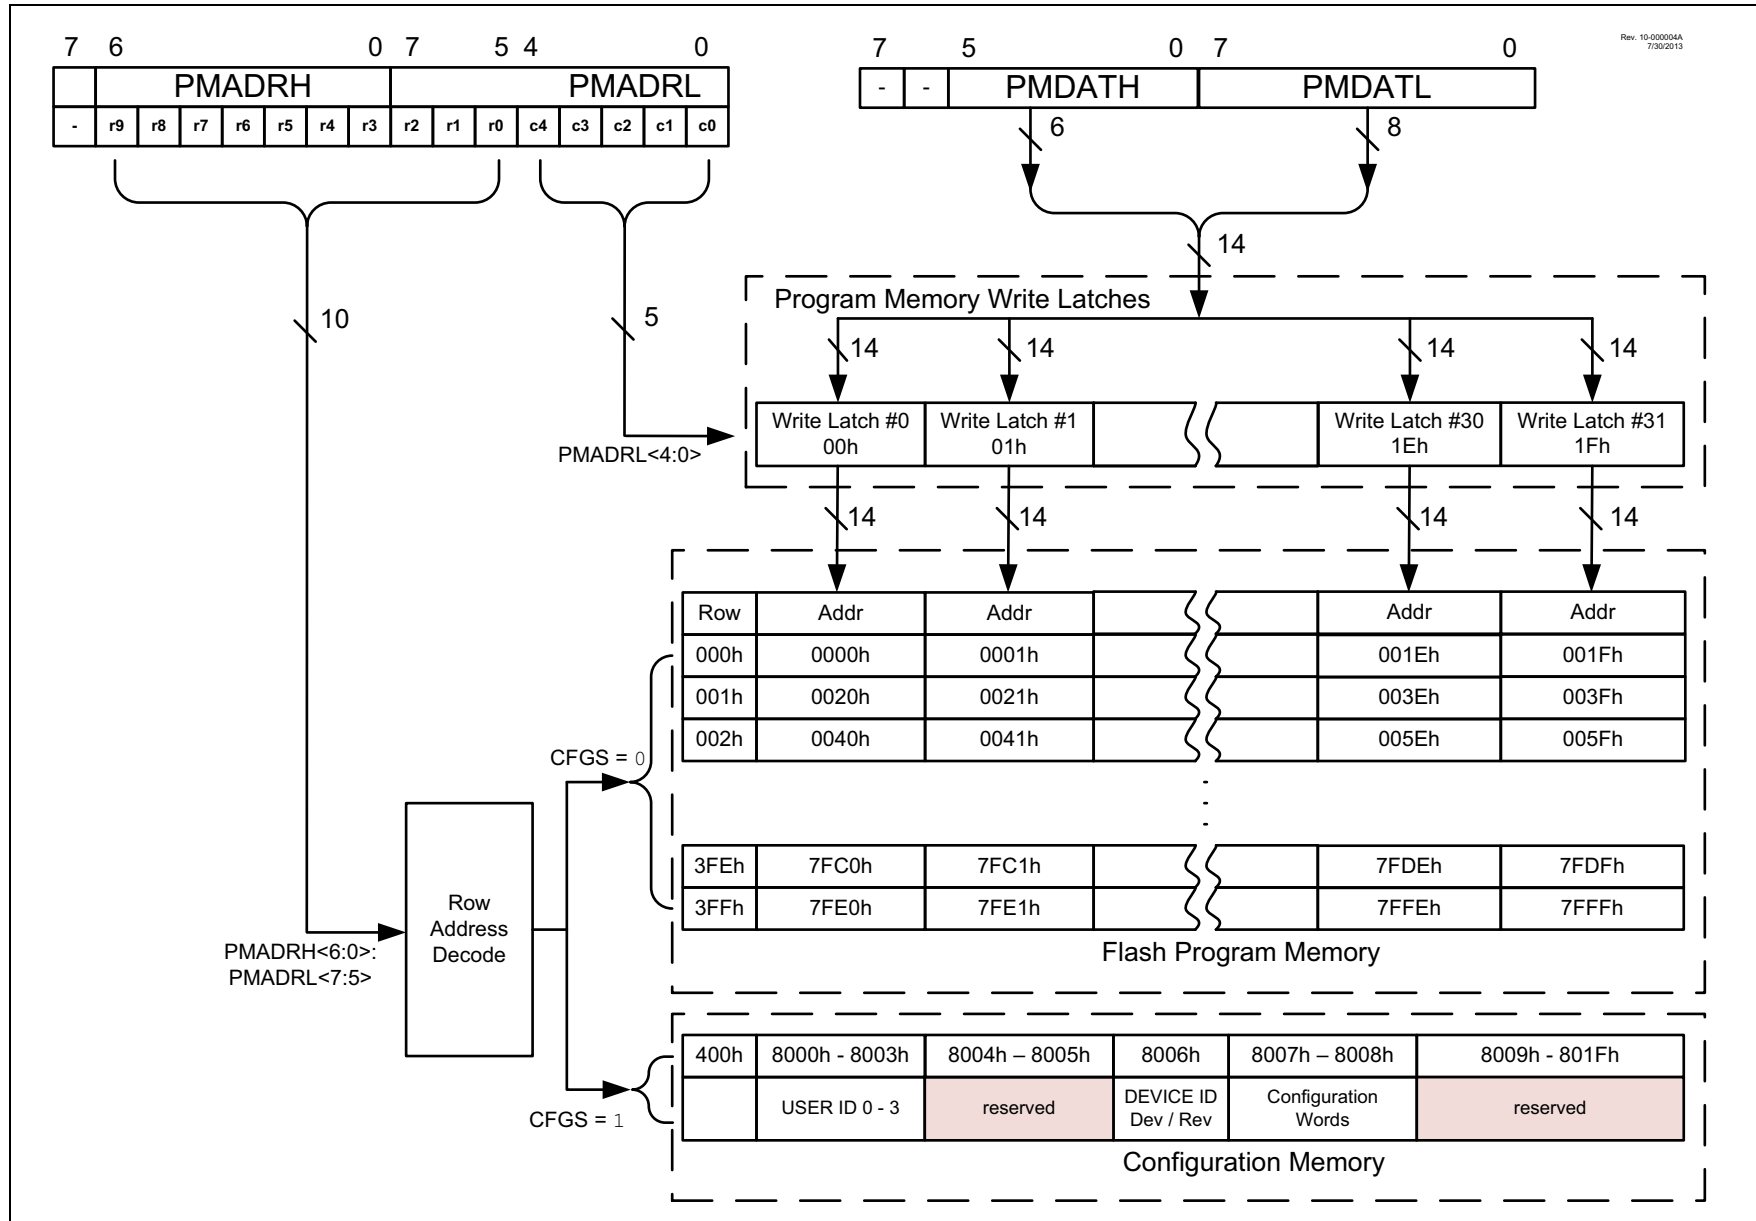 7 6 0 7 5 4 0
7 5 0 7 0
Rev. 10-000004A
7/30/2013
PMADRH PMADRL
- - PMDATH PMDATL
- r9 r8 r7 r6 r5 r4 r3 r2 r1 r0 c4 c3 c2 c1 c0
6 8
14
Program Memory Write Latches
10 5
14 14 14 14
Write Latch #0 Write Latch #1 Write Latch #30 Write Latch #31
00h 01h 1Eh 1Fh
PMADRL<4:0>
14 14 14 14
Row Addr Addr Addr Addr
000h 0000h 0001h 001Eh 001Fh
001h 0020h 0021h 003Eh 003Fh
002h 0040h 0041h 005Eh 005Fh
CFGS = 0
3FEh 7FC0h 7FC1h 7FDEh 7FDFh
3FFh 7FE0h 7FE1h 7FFEh 7FFFh
Row
Address
Decode
PMADRH<6:0>:
PMADRL<7:5>
Flash Program Memory
400h 8000h - 8003h 8004h – 8005h 8006h 8007h – 8008h 8009h - 801Fh
USER ID 0 - 3 reserved DEVICE ID Configuration reserved
Dev / Rev Words
CFGS = 1
Configuration Memory